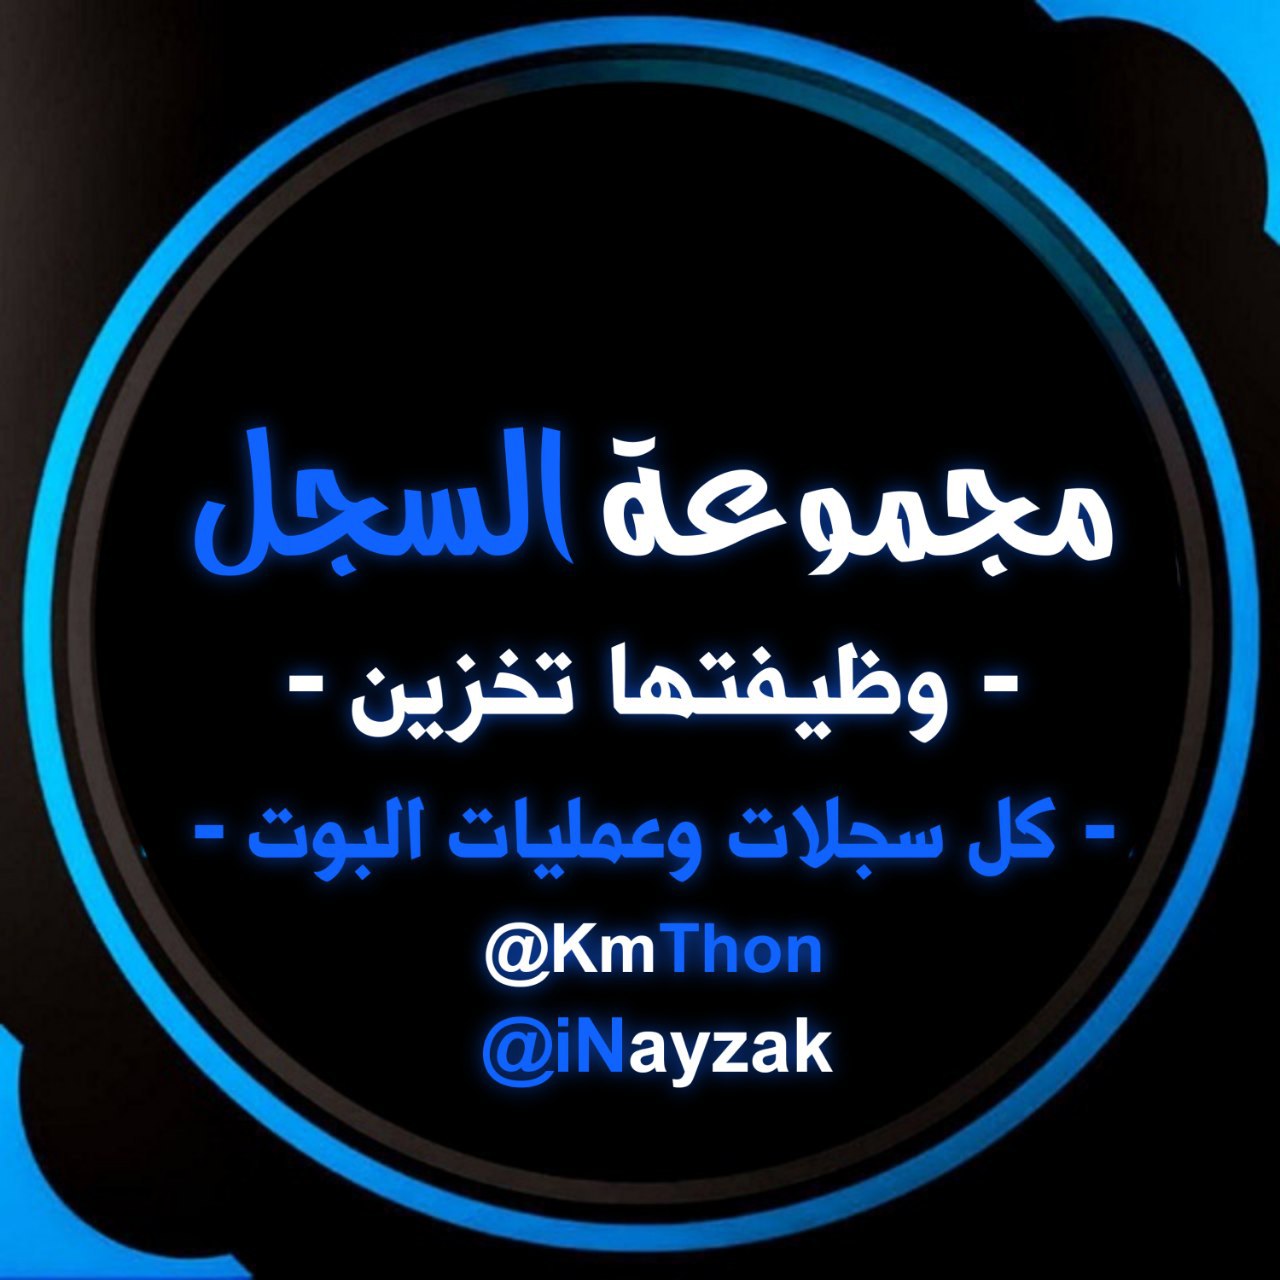 مجموعة السجل
- وظيفتها تخزين -
- كل سجلات وعمليات البوت -
@KmThon
@iNayzak